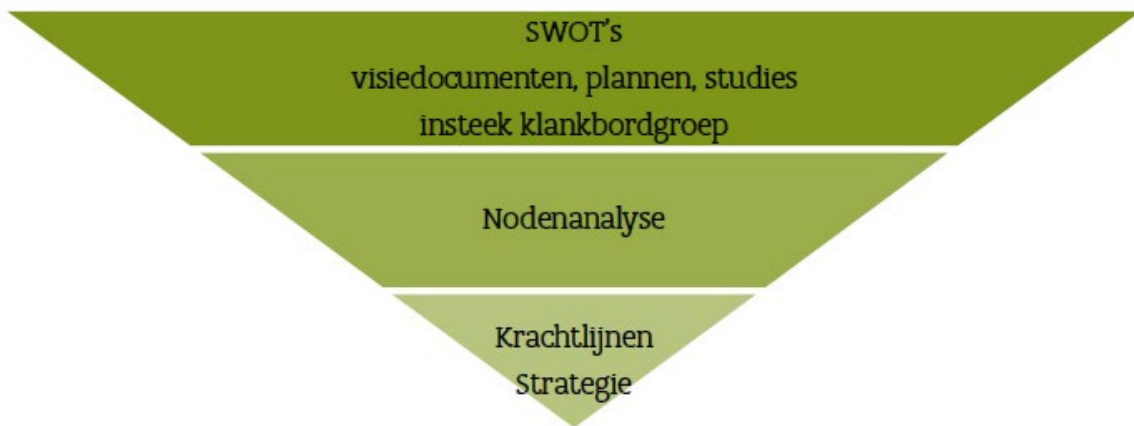 SWOT's
visiedocumenten, plannen, studies
insteek klankbordgroep
Nodenanalyse
Krachtlijnen
Strategie